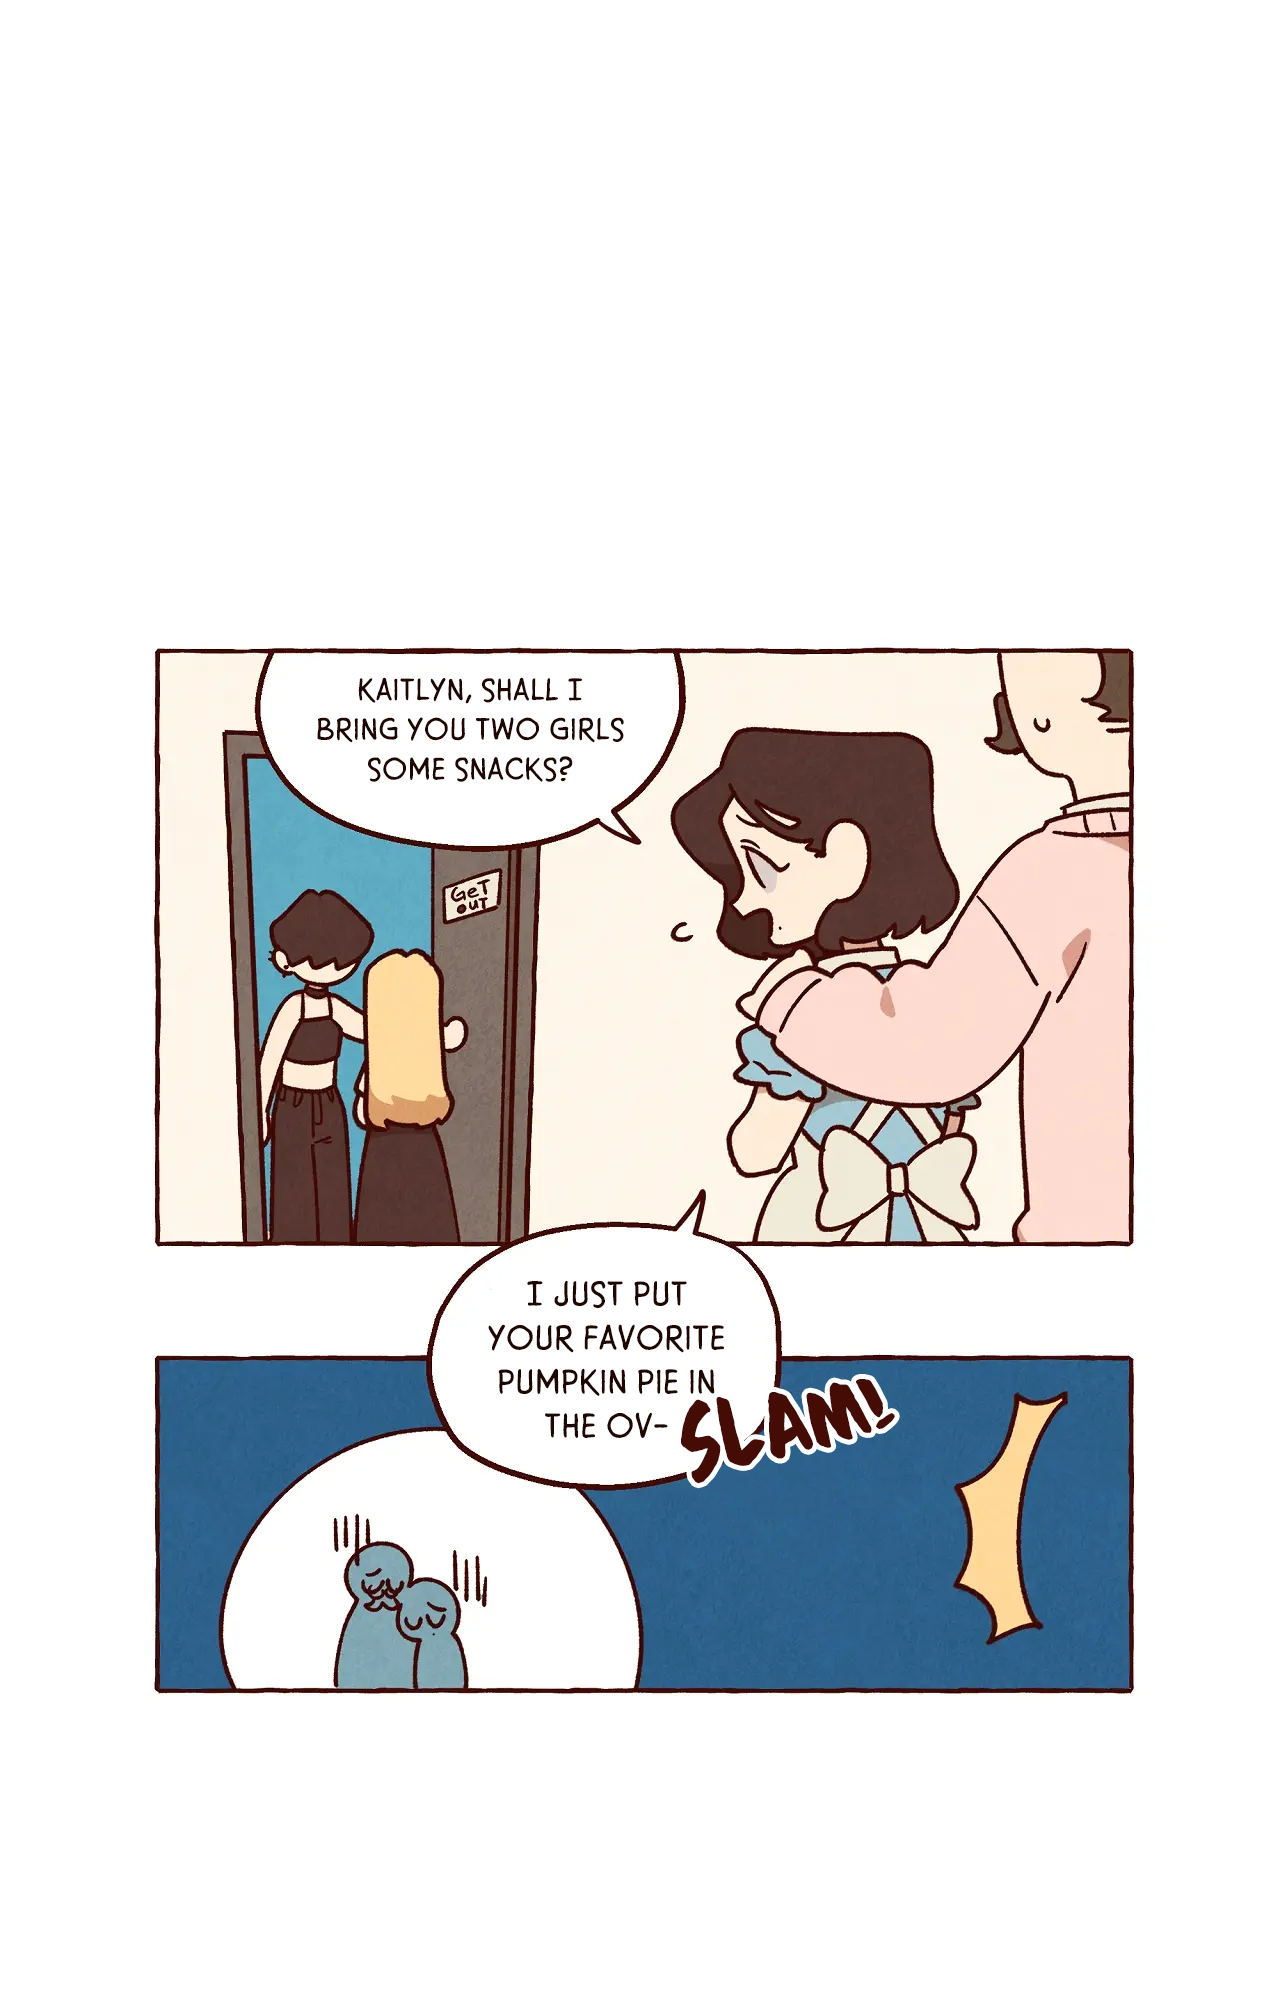 KAITLYN, SHALL I
BRING YOU TWO GIRLS
SOME SNACKS?
GeT
OUT
I JUST PUT
YOUR FAVORITE
PUMPKIN PIE IN
THE OV-
SLAM!